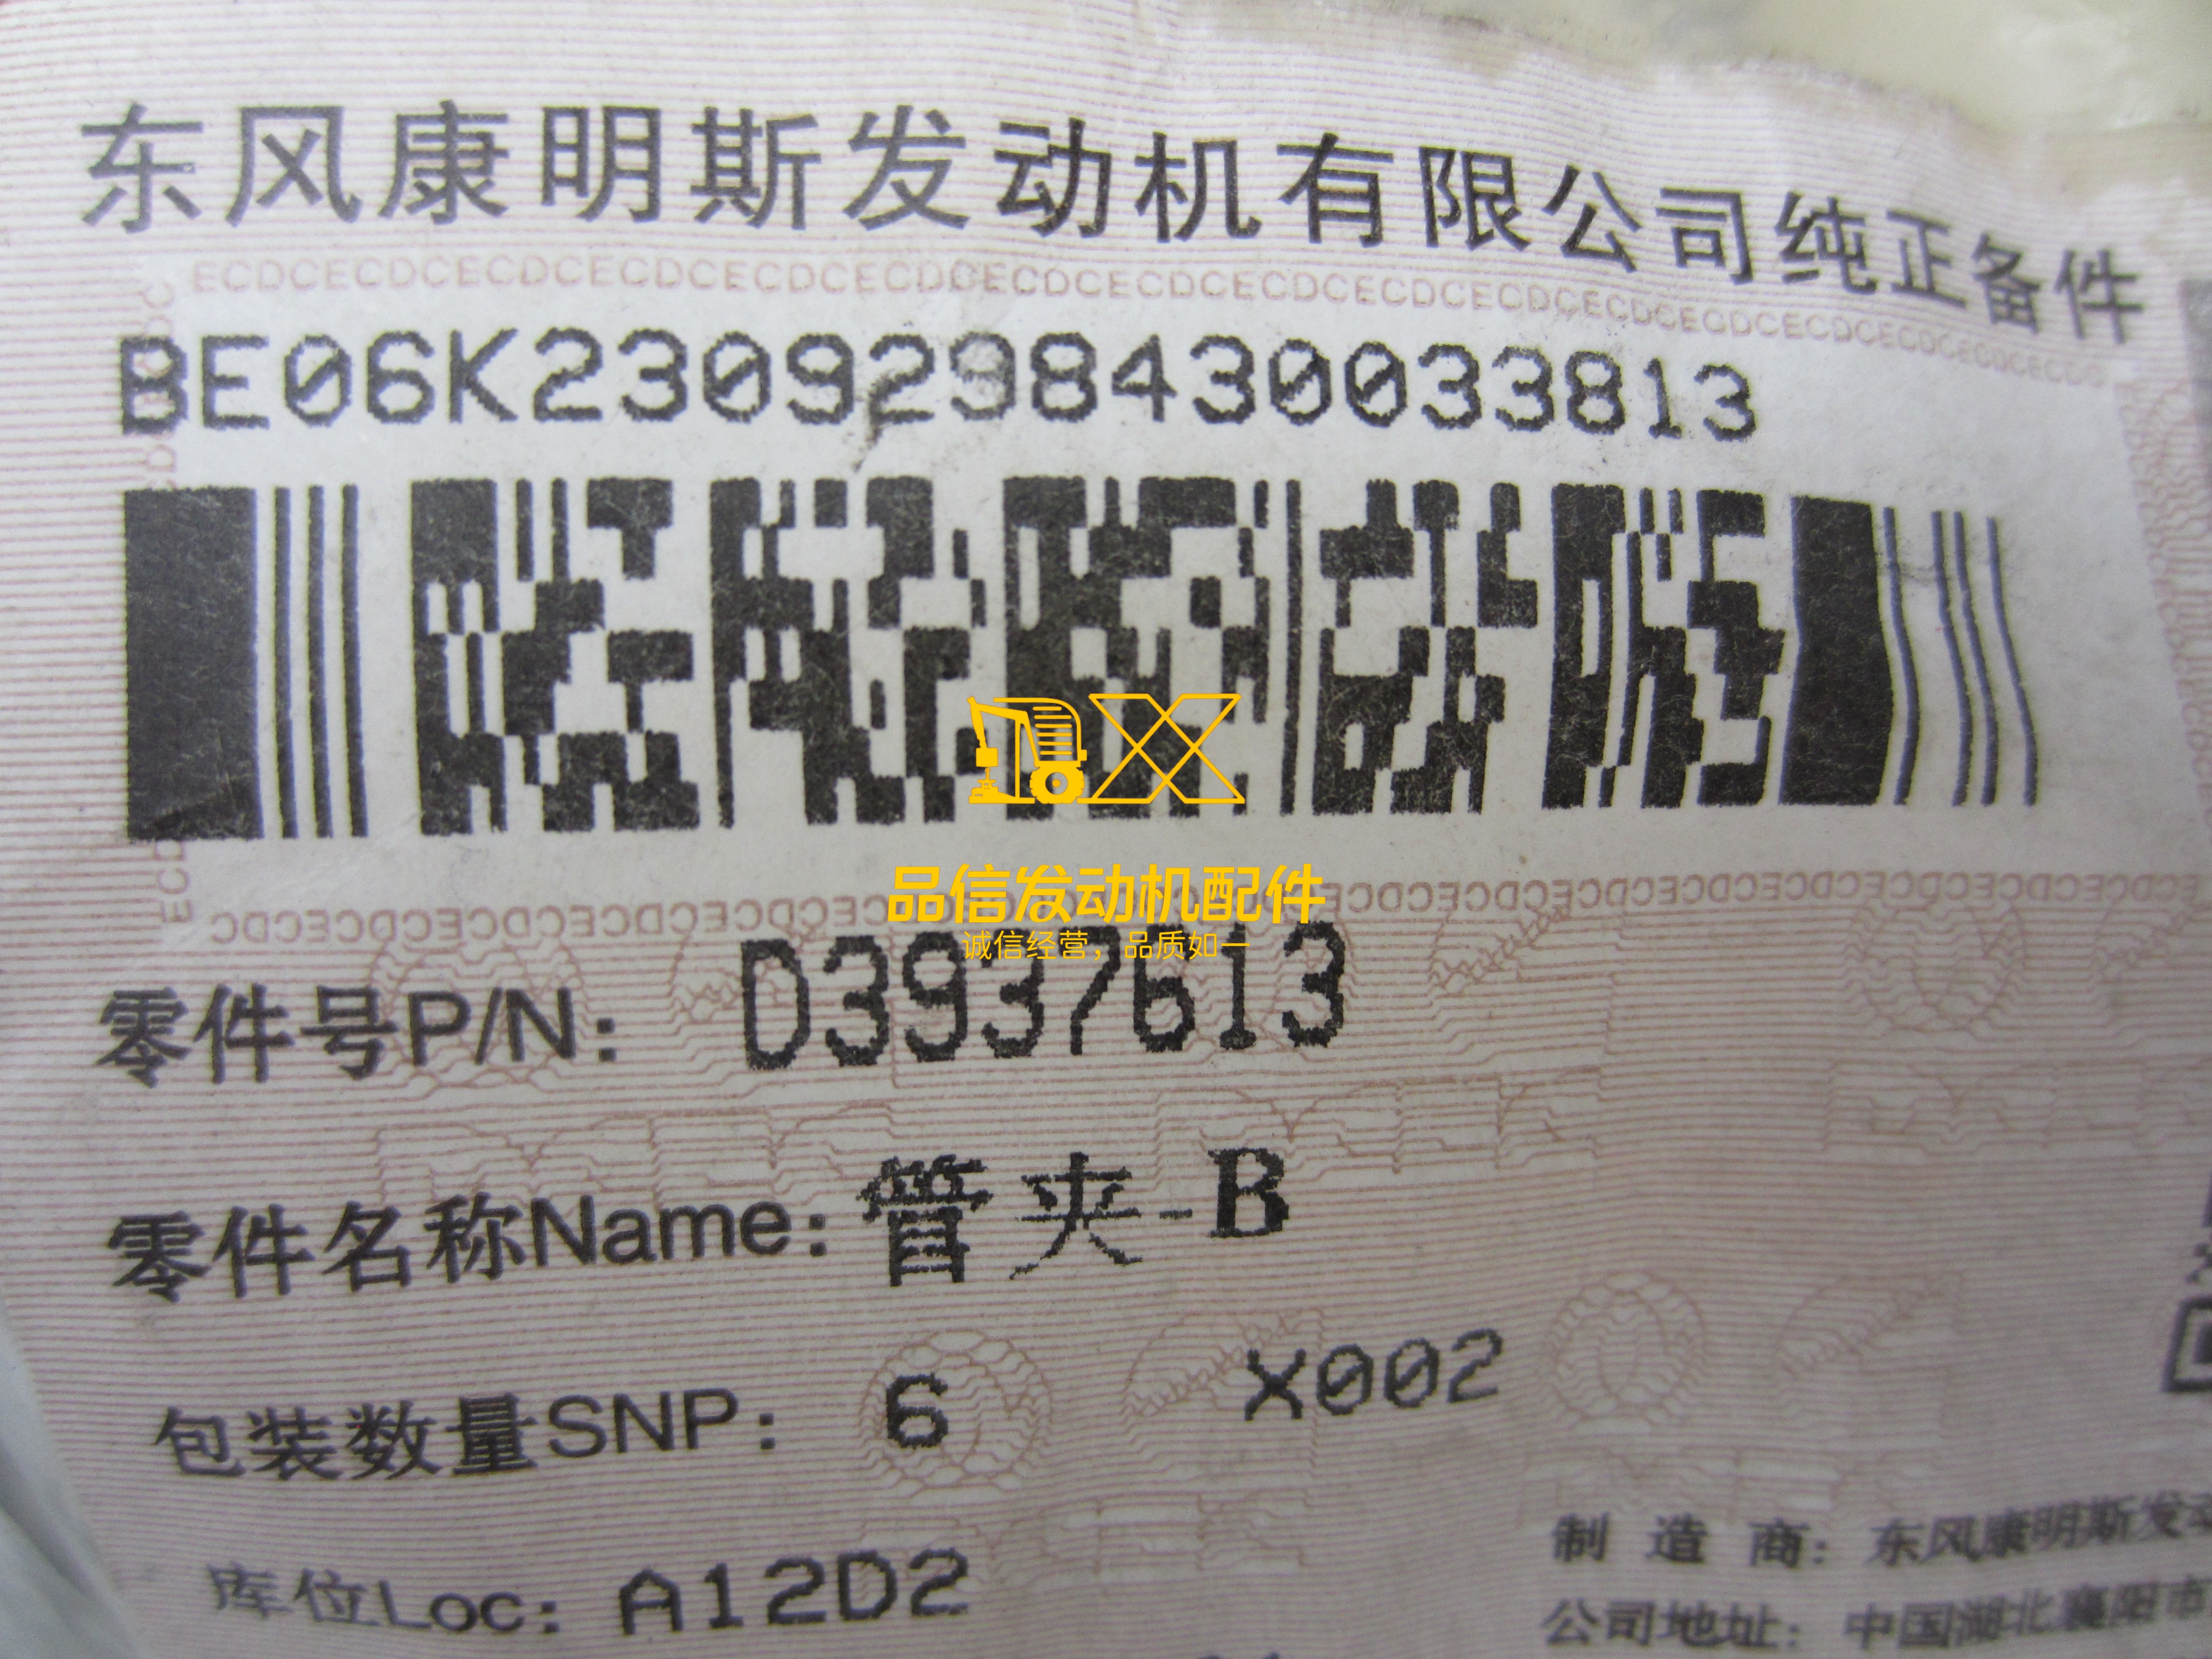 东风康明斯发动机有限公司纯正备件
ECDCECDCECDCECDCECDCECDCECDCECDCECDCECDCECDCECDCECDCECDC
BE06K2309298430033813
品信发动机配件
诚信经营，品质如一
零件号P/N: D3937613
零件名称Name: 管夹-B
包装数量SNP: 6 X002
库位Loc: A12D2
制 造 商: 东风康明斯发
公司地址: 中国湖北襄阳市